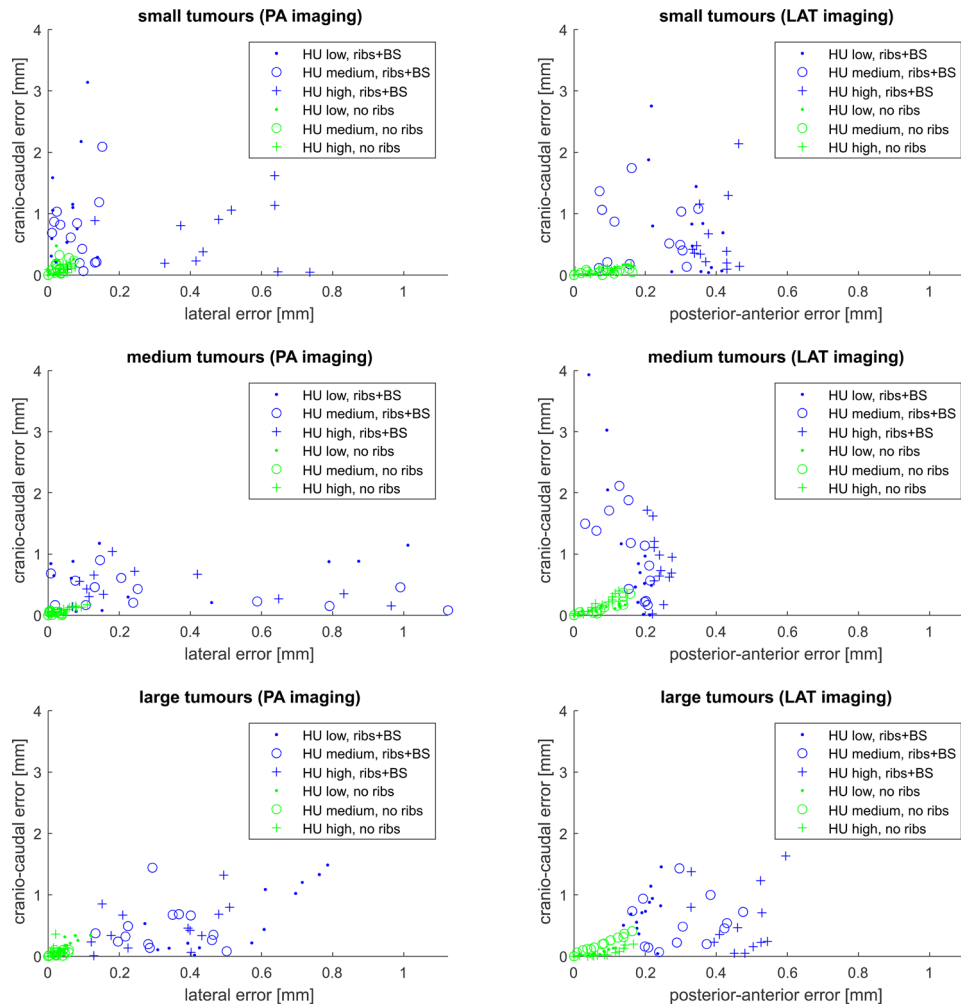 small tumours (PA imaging)
4
3
2
1
0
cranio-caudal error [mm]
0 0.2 0.4 0.6 0.8 1
lateral error [mm]
HU low, ribs+BS
HU medium, ribs+BS
HU high, ribs+BS
HU low, no ribs
HU medium, no ribs
HU high, no ribs
small tumours (LAT imaging)
4
3
2
1
0
cranio-caudal error [mm]
0 0.2 0.4 0.6 0.8 1
posterior-anterior error [mm]
HU low, ribs+BS
HU medium, ribs+BS
HU high, ribs+BS
HU low, no ribs
HU medium, no ribs
HU high, no ribs
medium tumours (PA imaging)
4
3
2
1
0
cranio-caudal error [mm]
0 0.2 0.4 0.6 0.8 1
lateral error [mm]
HU low, ribs+BS
HU medium, ribs+BS
HU high, ribs+BS
HU low, no ribs
HU medium, no ribs
HU high, no ribs
medium tumours (LAT imaging)
4
3
2
1
0
cranio-caudal error [mm]
0 0.2 0.4 0.6 0.8 1
posterior-anterior error [mm]
HU low, ribs+BS
HU medium, ribs+BS
HU high, ribs+BS
HU low, no ribs
HU medium, no ribs
HU high, no ribs
large tumours (PA imaging)
4
3
2
1
0
cranio-caudal error [mm]
0 0.2 0.4 0.6 0.8 1
lateral error [mm]
HU low, ribs+BS
HU medium, ribs+BS
HU high, ribs+BS
HU low, no ribs
HU medium, no ribs
HU high, no ribs
large tumours (LAT imaging)
4
3
2
1
0
cranio-caudal error [mm]
0 0.2 0.4 0.6 0.8 1
posterior-anterior error [mm]
HU low, ribs+BS
HU medium, ribs+BS
HU high, ribs+BS
HU low, no ribs
HU medium, no ribs
HU high, no ribs